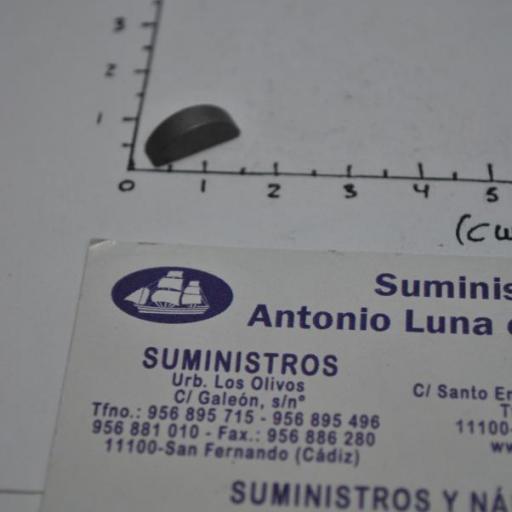 3
2
1
0 1 2 3 4 5
Suminis
Antonio Luna
SUMINISTROS
Urb. Los Olivos
C/ Galeón, s/nº
Tfno.: 956 895 715 - 956 895 496
956 881 010 - Fax.: 956 886 280
11100-San Fernando (Cádiz)
C/ Santo Er
11100-
SUMINISTROS Y NÁ